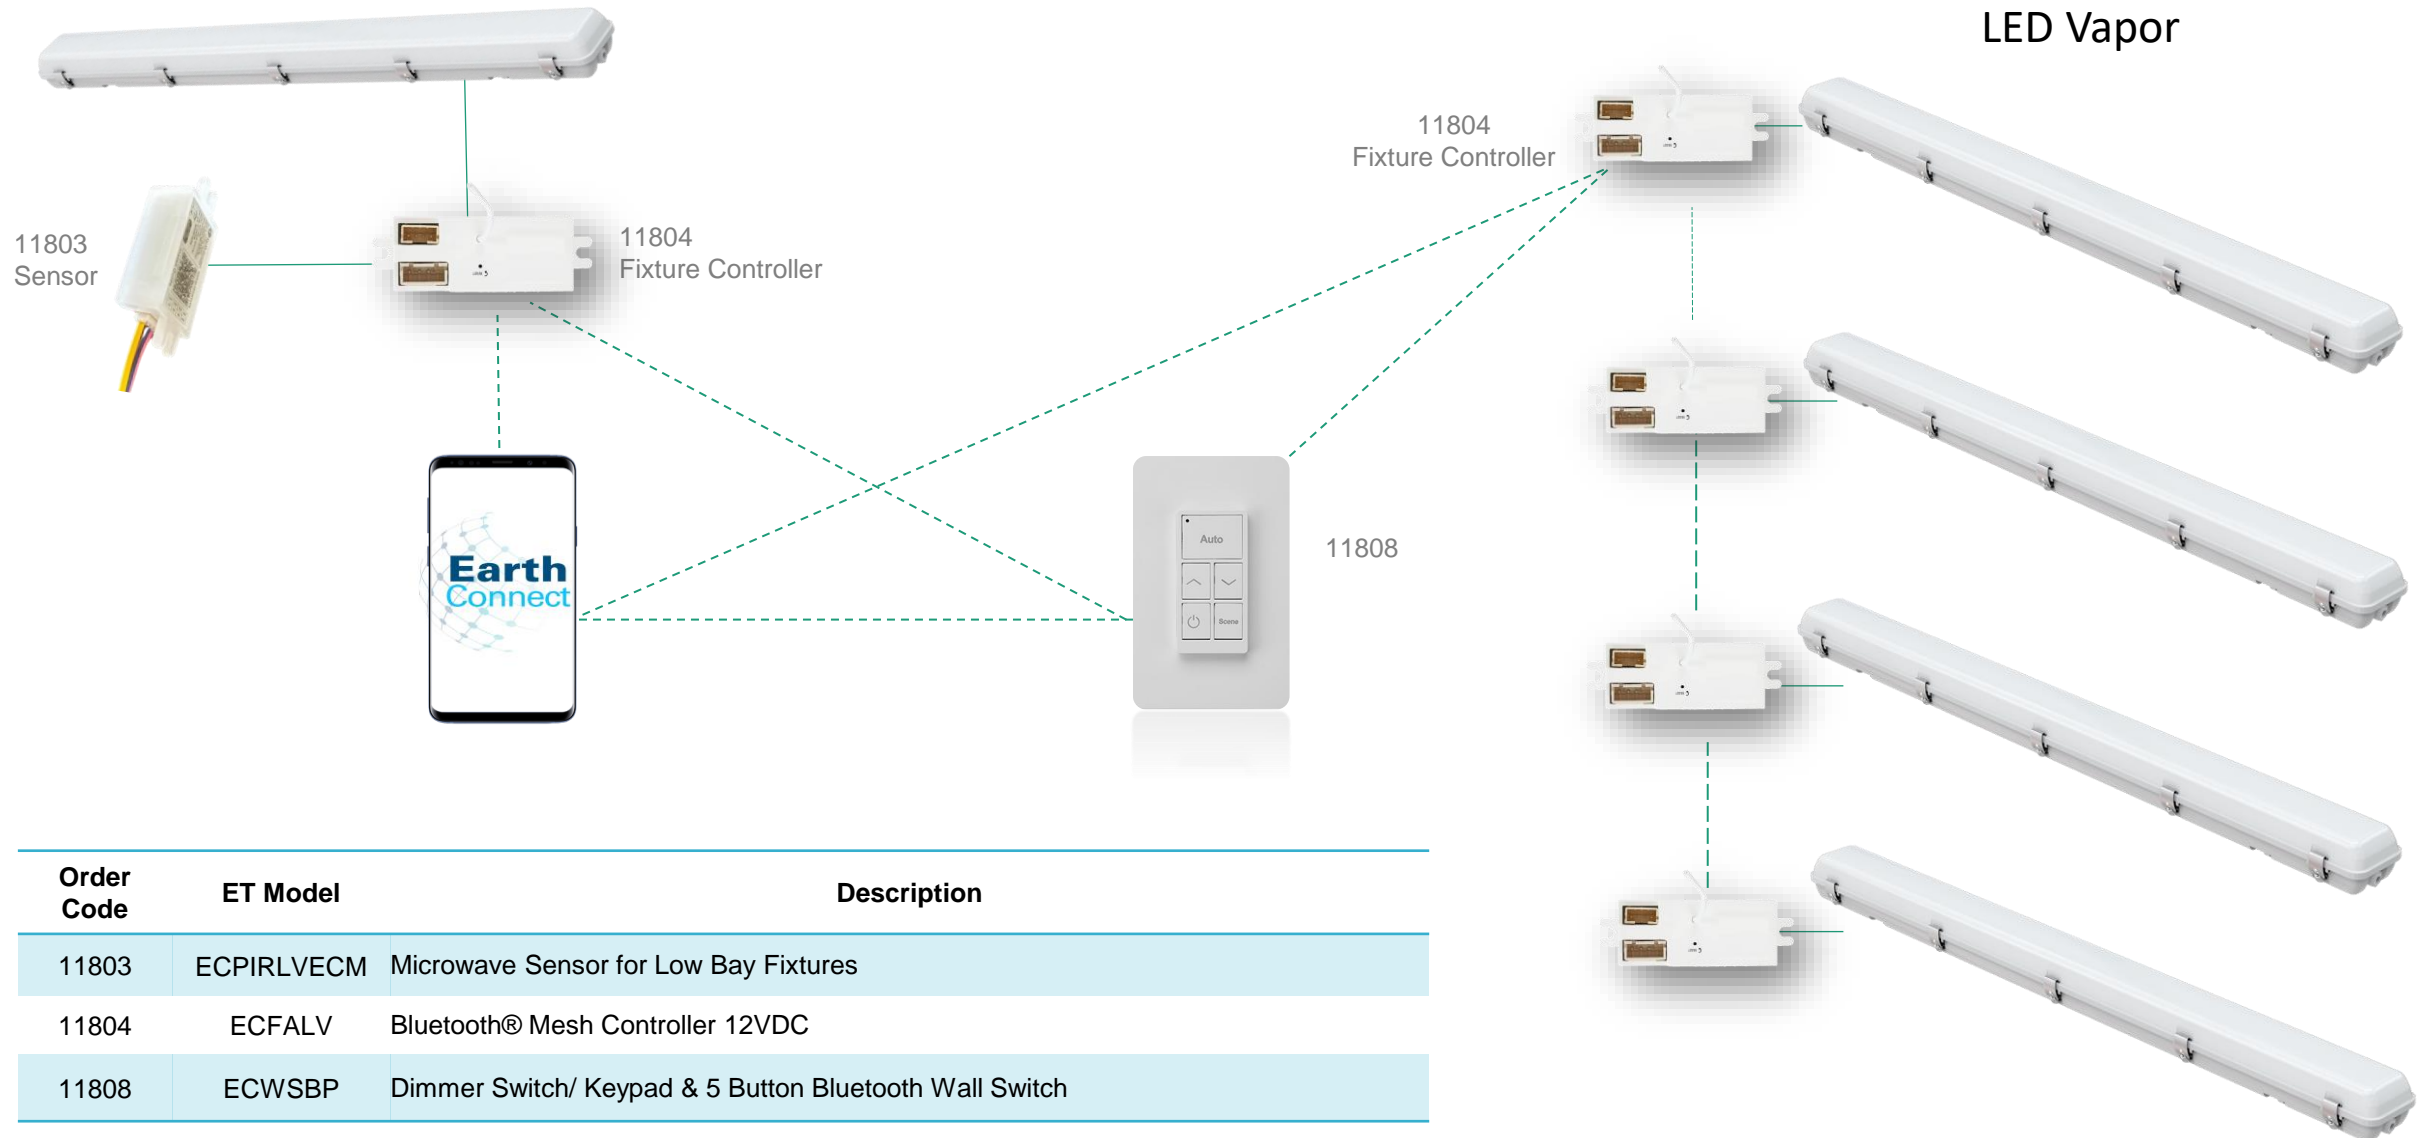 LED Vapor
11804
Fixture Controller
11803
Sensor
11804
Fixture Controller
Earth
Connect
Auto
Scene
11808
Order Code ET Model Description
11803 ECPIRLVECM Microwave Sensor for Low Bay Fixtures
11804 ECFALV Bluetooth® Mesh Controller 12VDC
11808 ECWSBP Dimmer Switch/ Keypad & 5 Button Bluetooth Wall Switch